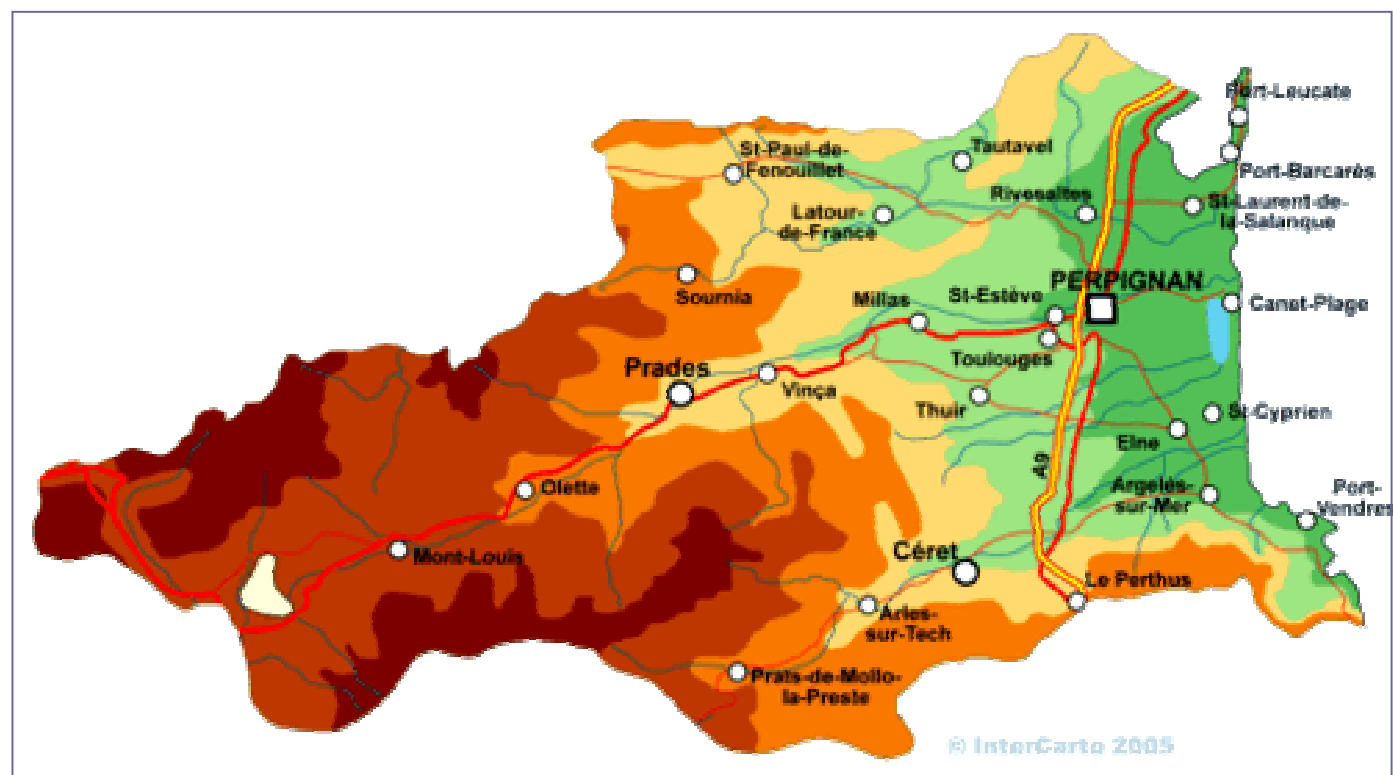 Port-Leucate
St-Paul-de-
Fenouillet
Tautavel
Port-Barcarès
Rivesaltes
St-Laurent-de-
la-Salanque
Latour-
de-France
PERPIGNAN
Sournia
Millas
St-Estève
Canet-Plage
Toulouges
Prades
Vinça
Thuir
St-Cyprien
Elne
A9
Olette
Argelès-
sur-Mer
Port-
Vendres
Mont-Louis
Céret
Le Perthus
Arles-
sur-Tech
Prats-de-Mollo-
la-Preste
© InterCarto 2005